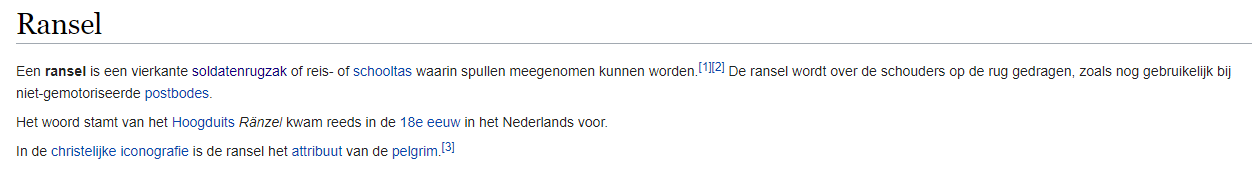 Ransel
Een ransel is een vierkante soldatenrugzak of reis- of schooltas waarin spullen meegenomen kunnen worden.[1][2] De ransel wordt over de schouders op de rug gedragen, zoals nog gebruikelijk bij
niet-gemotoriseerde postbodes.
Het woord stamt van het Hoogduits Ränzel kwam reeds in de 18e eeuw in het Nederlands voor.
In de christelijke iconografie is de ransel het attribuut van de pelgrim.[3]